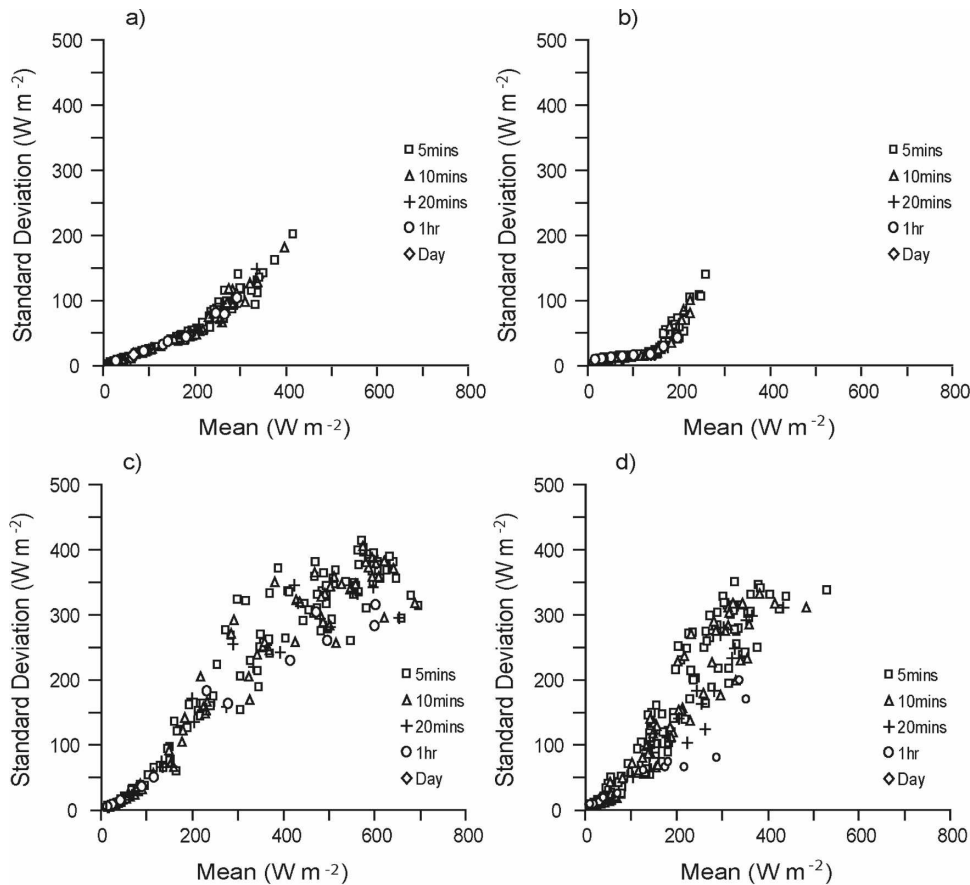 a)
500
400
300
200
100
0
Standard Deviation (W m-2)
0 200 400 600 800
Mean (W m-2)
5mins
10mins
20mins
1hr
Day
b)
500
400
300
200
100
0
Standard Deviation (W m-2)
0 200 400 600 800
Mean (W m-2)
5mins
10mins
20mins
1hr
Day
c)
500
400
300
200
100
0
Standard Deviation (W m-2)
0 200 400 600 800
Mean (W m-2)
5mins
10mins
20mins
1hr
Day
d)
500
400
300
200
100
0
Standard Deviation (W m-2)
0 200 400 600 800
Mean (W m-2)
5mins
10mins
20mins
1hr
Day